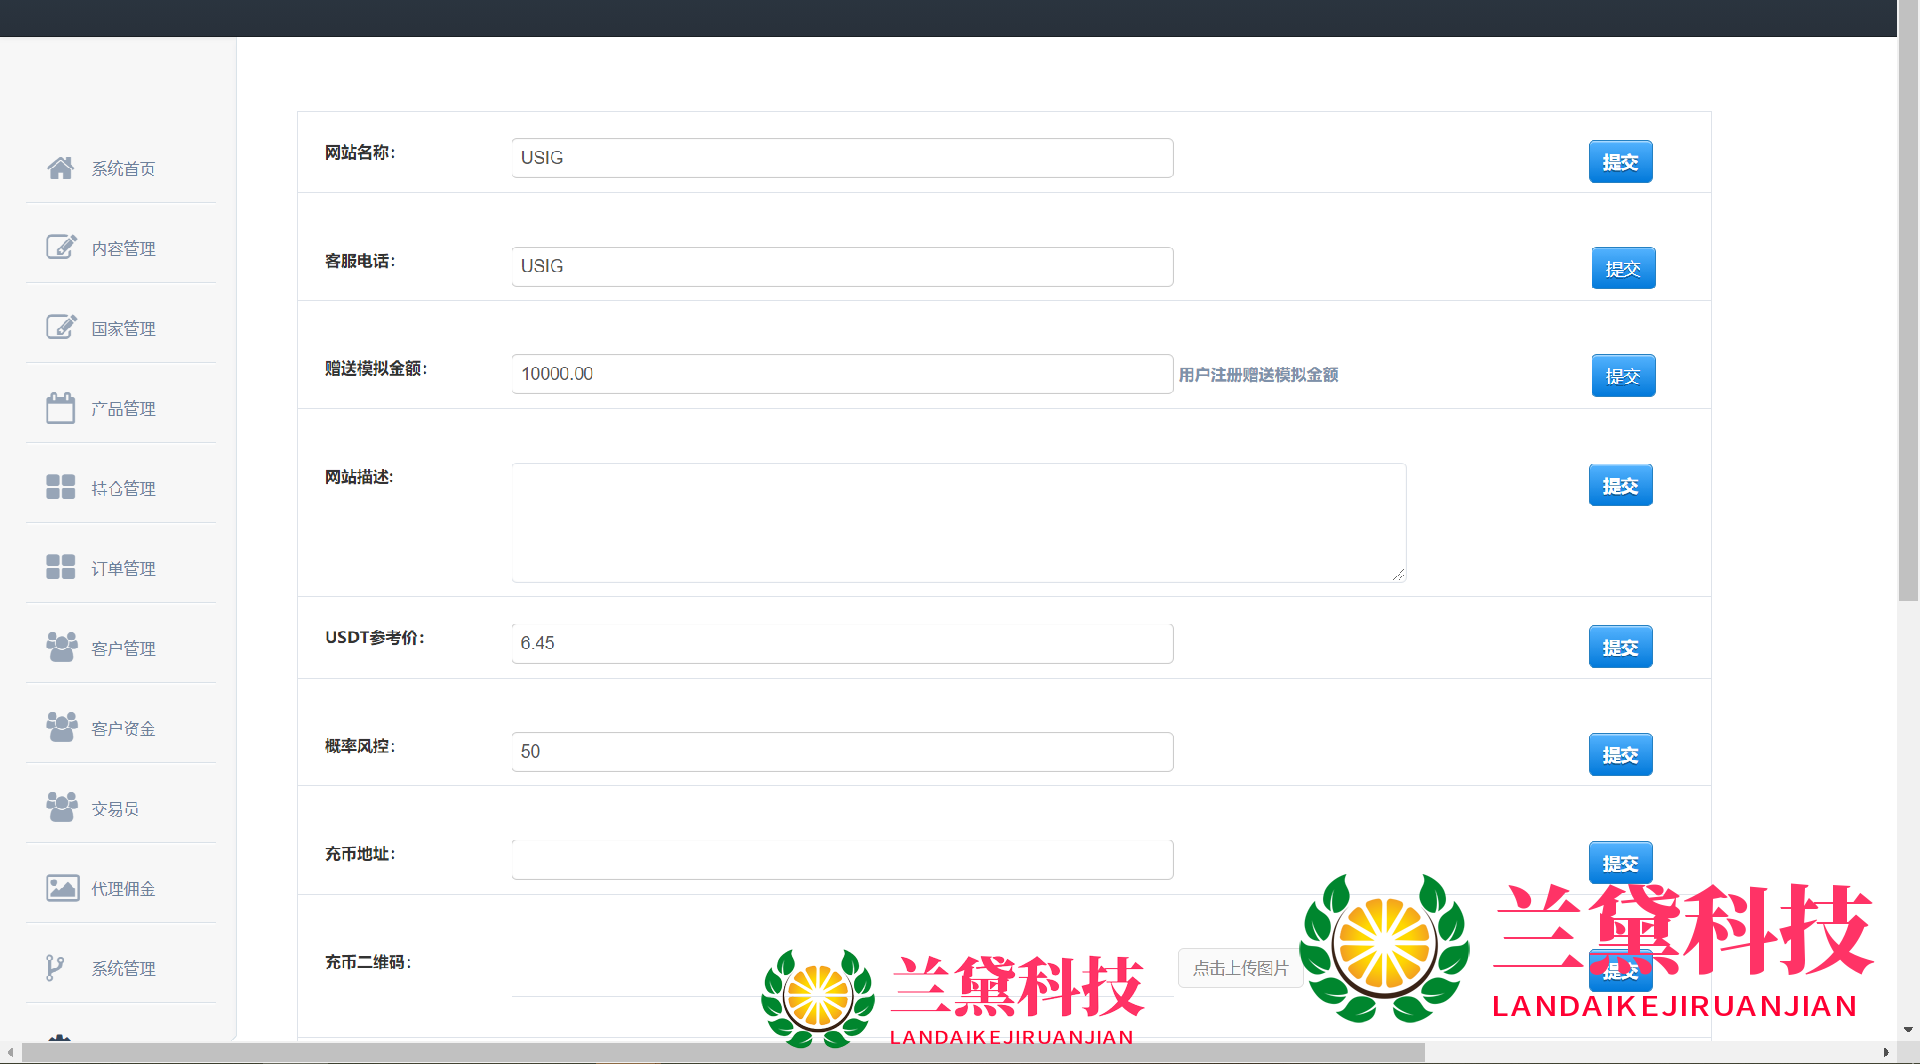 系统首页
内容管理
国家管理
产品管理
持仓管理
订单管理
客户管理
客户资金
交易员
代理佣金
系统管理
网站名称: USIG 提交
客服电话: USIG 提交
赠送模拟金额: 10000.00 用户注册赠送模拟金额 提交
网站描述: 提交
USDT参考价: 6.45 提交
概率风控: 50 提交
充币地址: 提交
充币二维码: 点击上传图片 提交
兰黛科技
LANDAIKEJIRUANJIAN
兰黛科技
LANDAIKEJIRUANJIAN